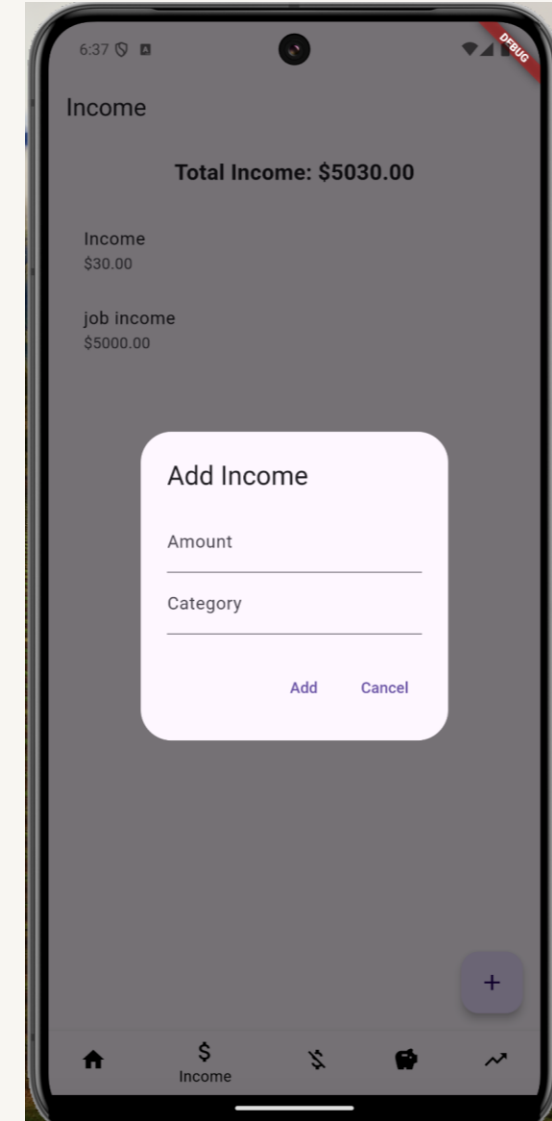 6:37
DEBUG
Income
Total Income: $5030.00
Income
$30.00
job income
$5000.00
Add Income
Amount
Category
Add Cancel
Income